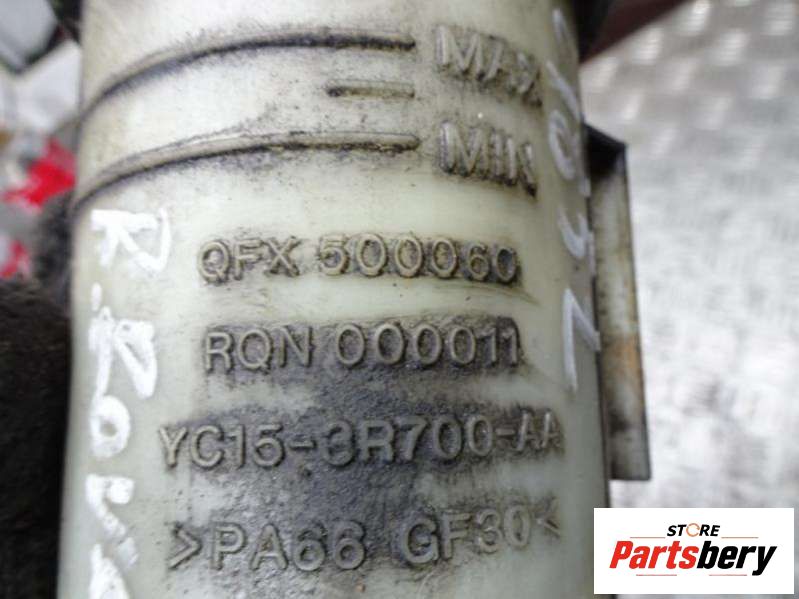 MAX
MIN
QFX 500060
RQN 000011
YC15-3R700-AA
>PA66 GF30<
STORE
Partsbery